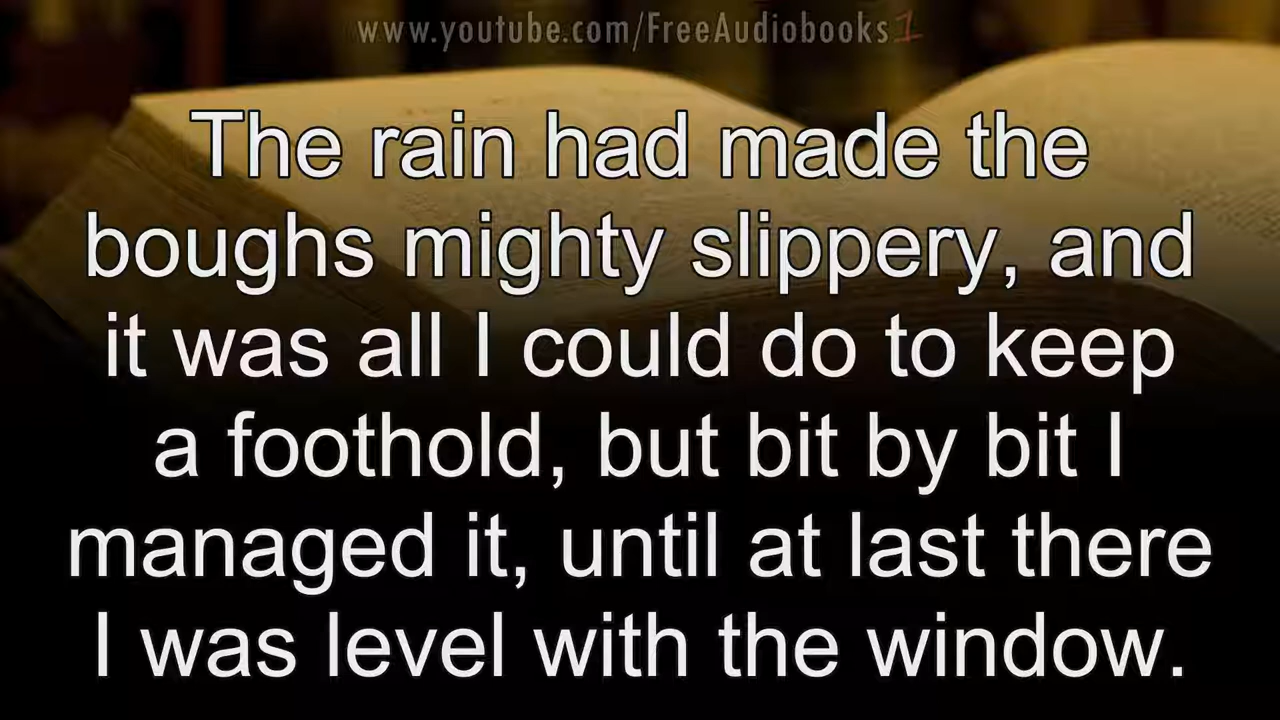 www.youtube.com/FreeAudiobooks1
The rain had made the
boughs mighty slippery, and
it was all I could do to keep
a foothold, but bit by bit I
managed it, until at last there
I was level with the window.